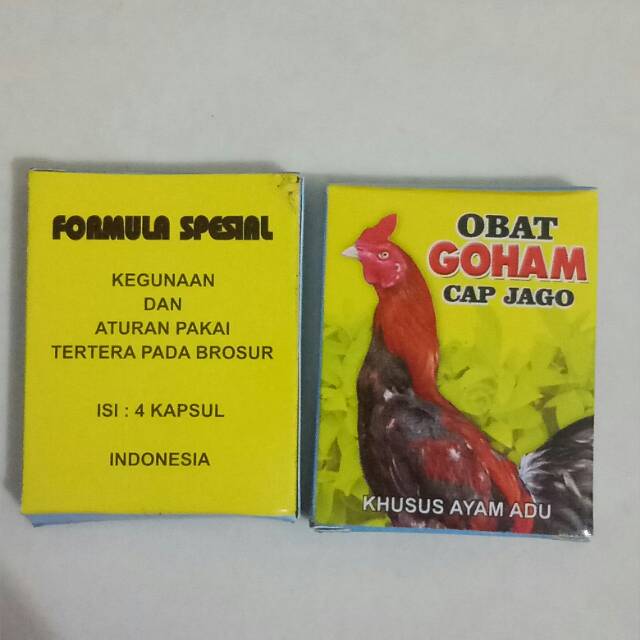 FORMULA SPESIAL
KEGUNAAN
DAN
ATURAN PAKAI
TERTERA PADA BROSUR
ISI : 4 KAPSUL
INDONESIA
OBAT
GOHAM
CAP JAGO
KHUSUS AYAM ADU